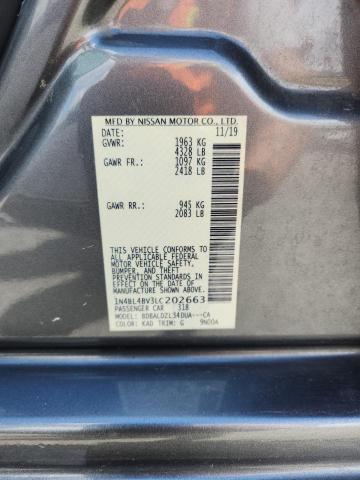 MFD BY NISSAN MOTOR CO., LTD.
DATE: 11/19
GVWR: 1963 KG
4328 LB
GAWR FR: 1097 KG
2418 LB
GAWR RR: 945 KG
2083 LB
THIS VEHICLE CONFORMS TO ALL
APPLICABLE FEDERAL
MOTOR VEHICLE SAFETY,
BUMPER, AND THEFT
PREVENTION STANDARDS
IN EFFECT ON THE DATE OF
MANUFACTURE SHOWN ABOVE.
1N4BL4BV3LC202663
PASSENGER CAR 318
MODEL: BDBALDZL34DUA---CA
COLOR: KAD TRIM: G 9N00A